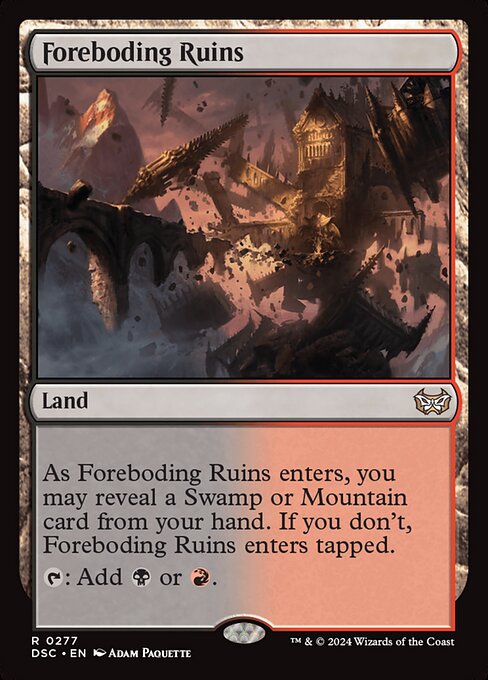 Foreboding Ruins
Land
As Foreboding Ruins enters, you
may reveal a Swamp or Mountain
card from your hand. If you don't,
Foreboding Ruins enters tapped.
: Add or .
R 0277
DSC • EN Adam Paquette
™ & © 2024 Wizards of the Coast